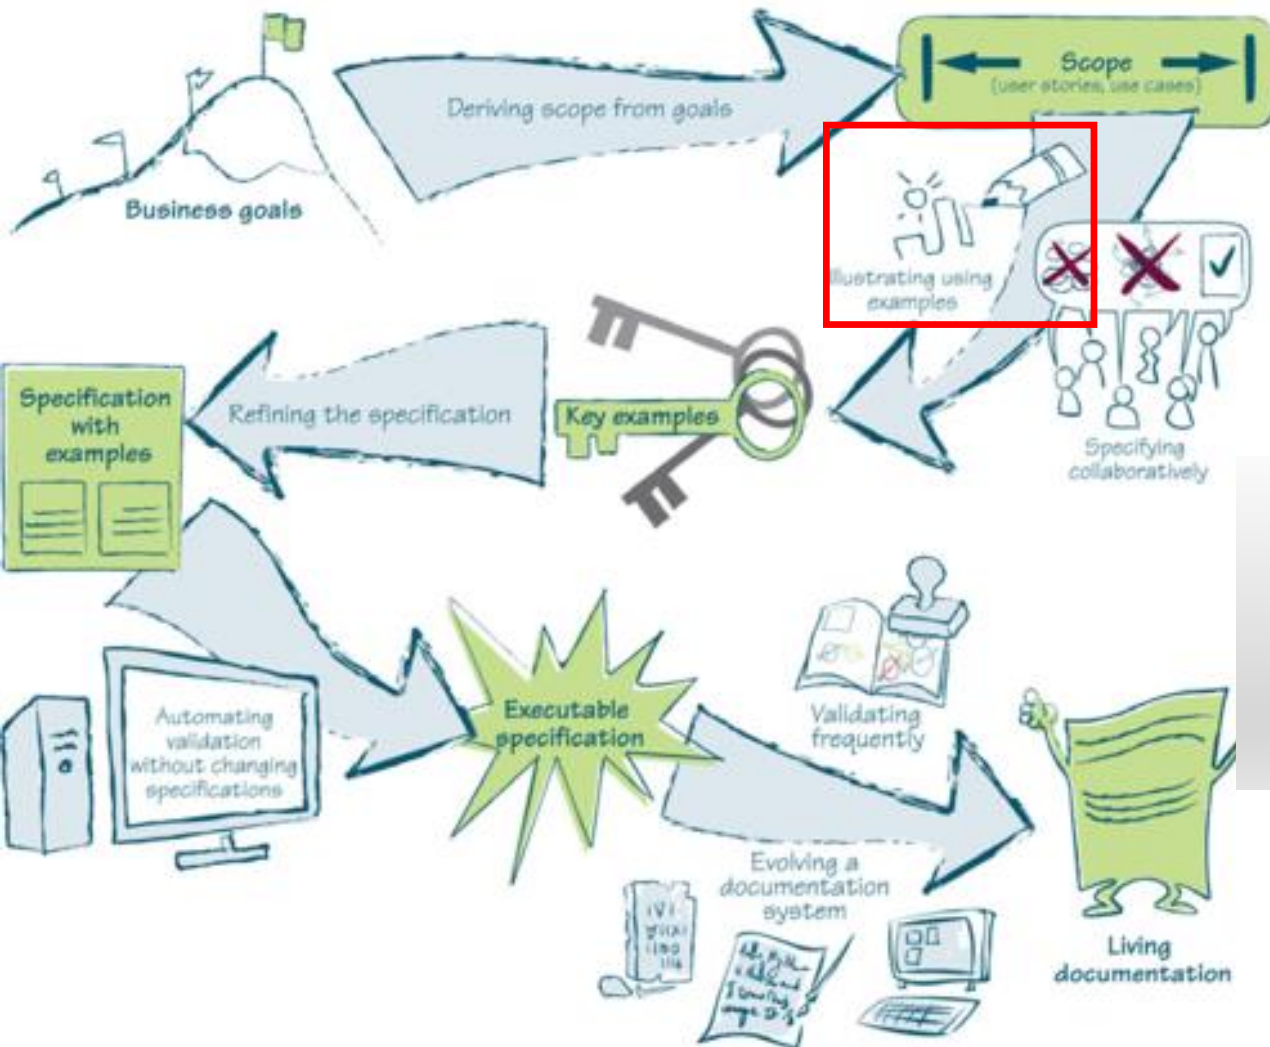 Deriving scope from goals
Scope
(user stories, use cases)
Business goals
Illustrating using
examples
Specification
with
examples
Refining the specification
Key examples
Specifying
collaboratively
Automating
validation
without changing
specifications
Executable
specification
Validating
frequently
Evolving a
documentation
system
Living
documentation